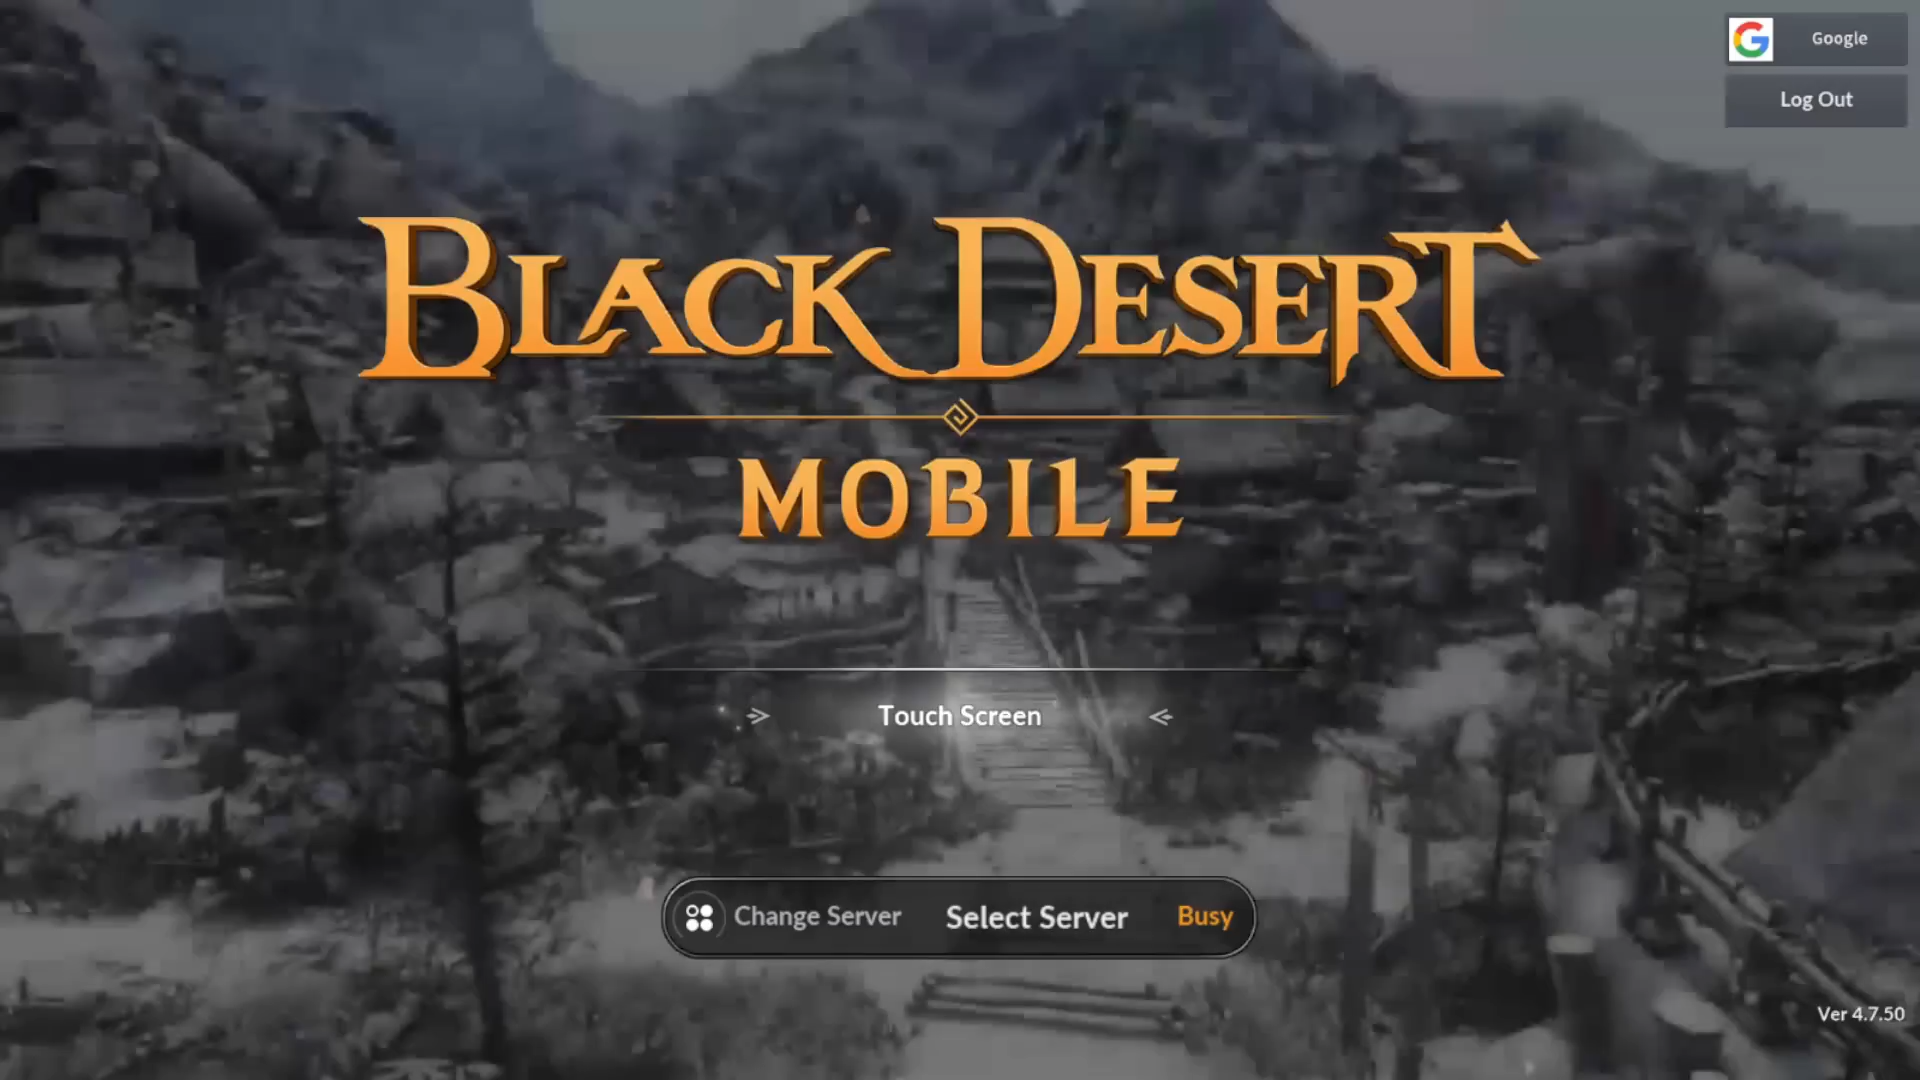 Google
Log Out
BLACK DESERT
MOBILE
Touch Screen
Change Server Select Server Busy
Ver 4.7.50